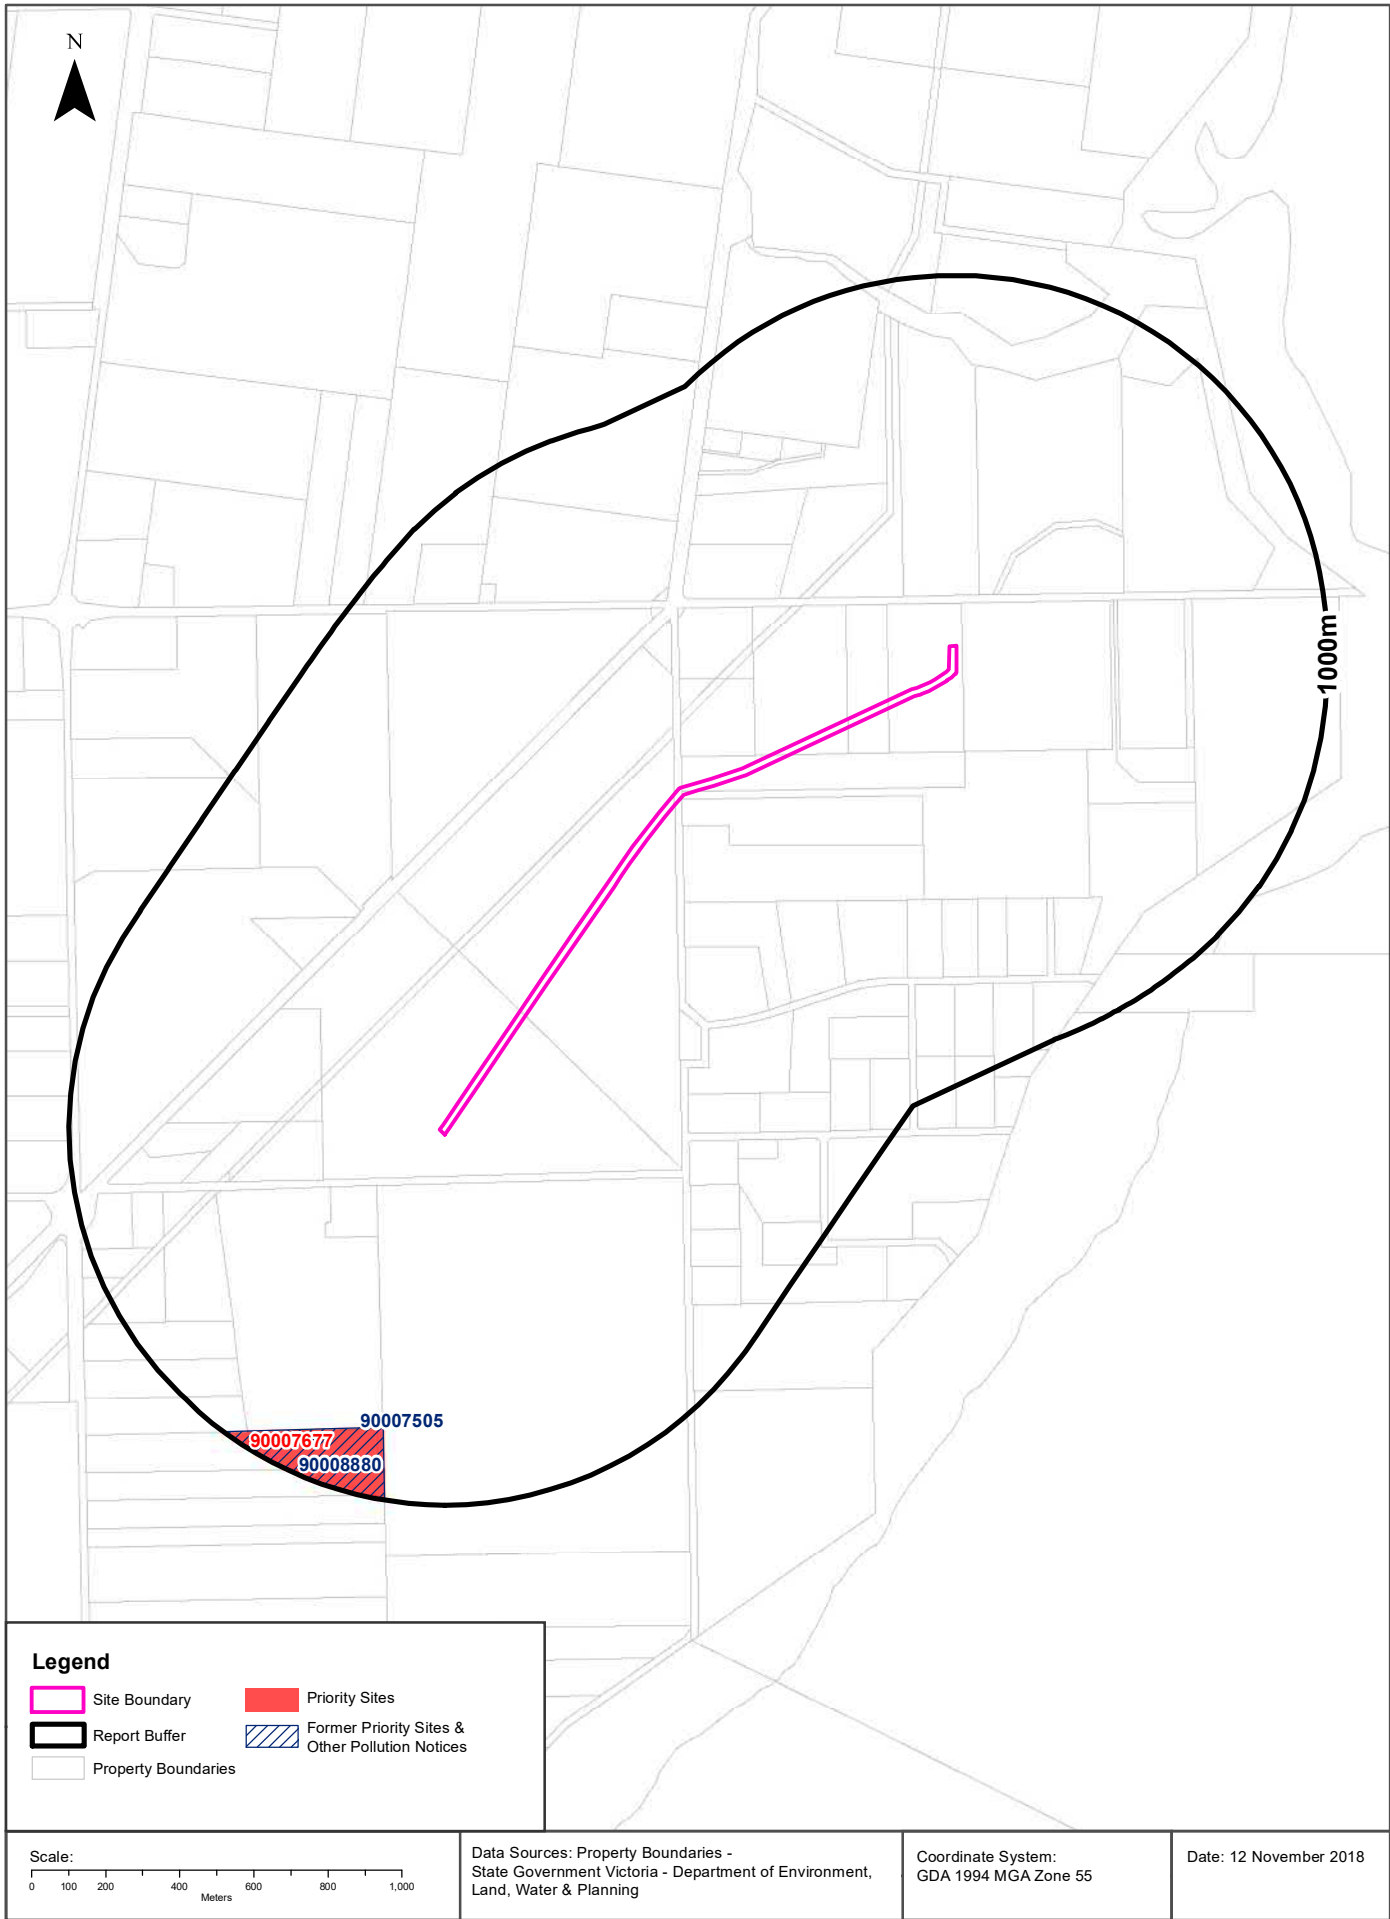 N
1000m
90007505
90007677
90008880
Legend
Site Boundary
Priority Sites
Report Buffer
Former Priority Sites &
Other Pollution Notices
Property Boundaries
Scale:
0 100 200 400 600 800 1,000
Meters
Data Sources: Property Boundaries -
State Government Victoria - Department of Environment,
Land, Water & Planning
Coordinate System:
GDA 1994 MGA Zone 55
Date: 12 November 2018